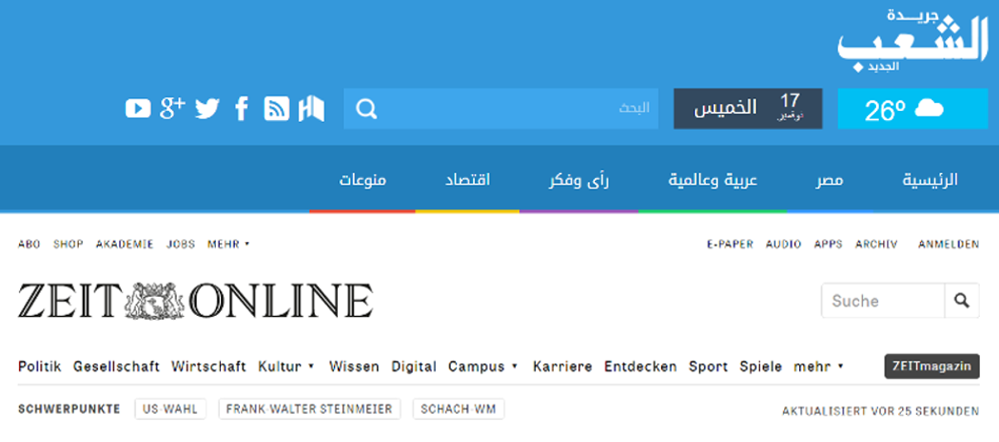 جريدة
الشعب
الجديد
26°
17 نوفمبر
الخميس
البحث
g+
الرئيسية مصر عربية وعالمية رأى وفكر اقتصاد منوعات
ABO SHOP AKADEMIE JOBS MEHR
E-PAPER AUDIO APPS ARCHIV ANMELDEN
ZEIT ONLINE
Suche
Politik Gesellschaft Wirtschaft Kultur Wissen Digital Campus Karriere Entdecken Sport Spiele mehr ZEITmagazin
SCHWERPUNKTE US-WAHL FRANK-WALTER STEINMEIER SCHACH-WM
AKTUALISIERT VOR 25 SEKUNDEN